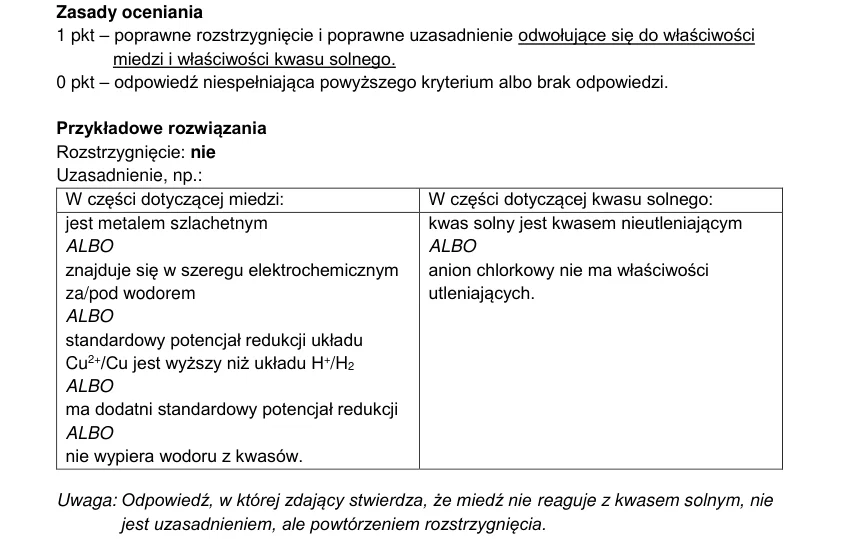 Zasady oceniania
1 pkt – poprawne rozstrzygnięcie i poprawne uzasadnienie odwołujące się do właściwości
miedzi i właściwości kwasu solnego.
0 pkt – odpowiedź niespełniająca powyższego kryterium albo brak odpowiedzi.
Przykładowe rozwiązania
Rozstrzygnięcie: nie
Uzasadnienie, np.:
W części dotyczącej miedzi:
jest metalem szlachetnym
ALBO
znajduje się w szeregu elektrochemicznym
za/pod wodorem
ALBO
standardowy potencjał redukcji układu
Cu²⁺/Cu jest wyższy niż układu H⁺/H₂
ALBO
ma dodatni standardowy potencjał redukcji
ALBO
nie wypiera wodoru z kwasów.
W części dotyczącej kwasu solnego:
kwas solny jest kwasem nieutleniającym
ALBO
anion chlorkowy nie ma właściwości
utleniających.
Uwaga: Odpowiedź, w której zdający stwierdza, że miedź nie reaguje z kwasem solnym, nie
jest uzasadnieniem, ale powtórzeniem rozstrzygnięcia.